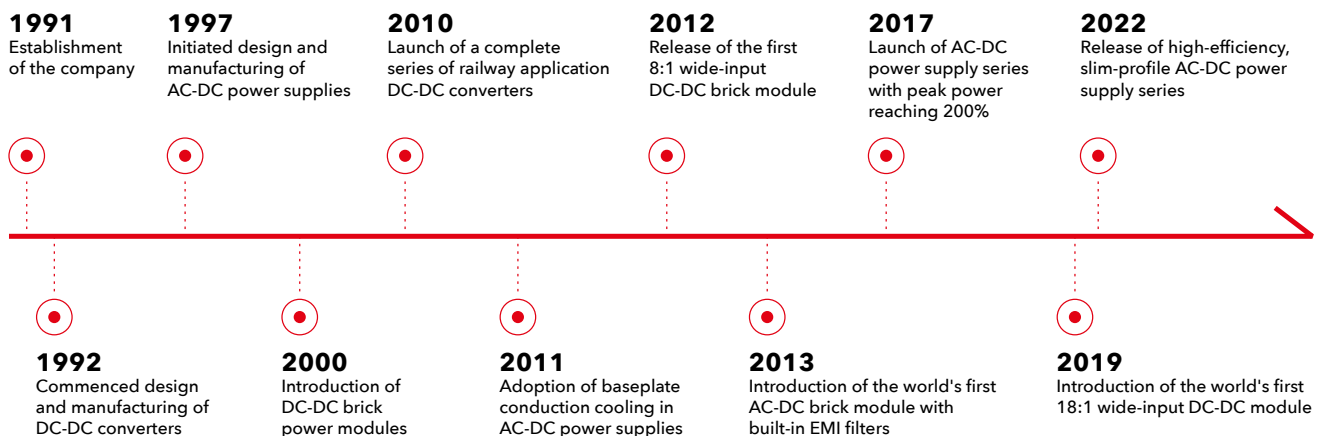 1991
Establishment
of the company
1997
Initiated design and
manufacturing of
AC-DC power supplies
2010
Launch of a complete
series of railway application
DC-DC converters
2012
Release of the first
8:1 wide-input
DC-DC brick module
2017
Launch of AC-DC
power supply series
with peak power
reaching 200%
2022
Release of high-efficiency,
slim-profile AC-DC power
supply series
1992
Commenced design
and manufacturing of
DC-DC converters
2000
Introduction of
DC-DC brick
power modules
2011
Adoption of baseplate
conduction cooling in
AC-DC power supplies
2013
Introduction of the world's first
AC-DC brick module with
built-in EMI filters
2019
Introduction of the world's first
18:1 wide-input DC-DC module